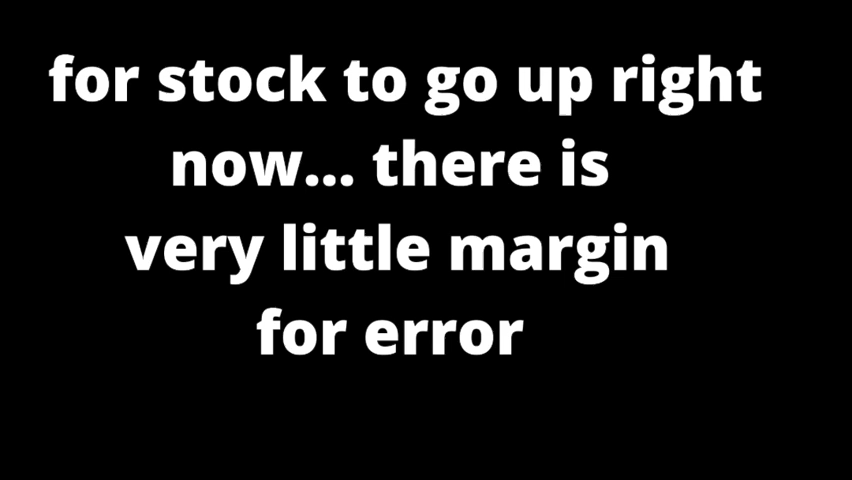 for stock to go up right
now... there is
very little margin
for error